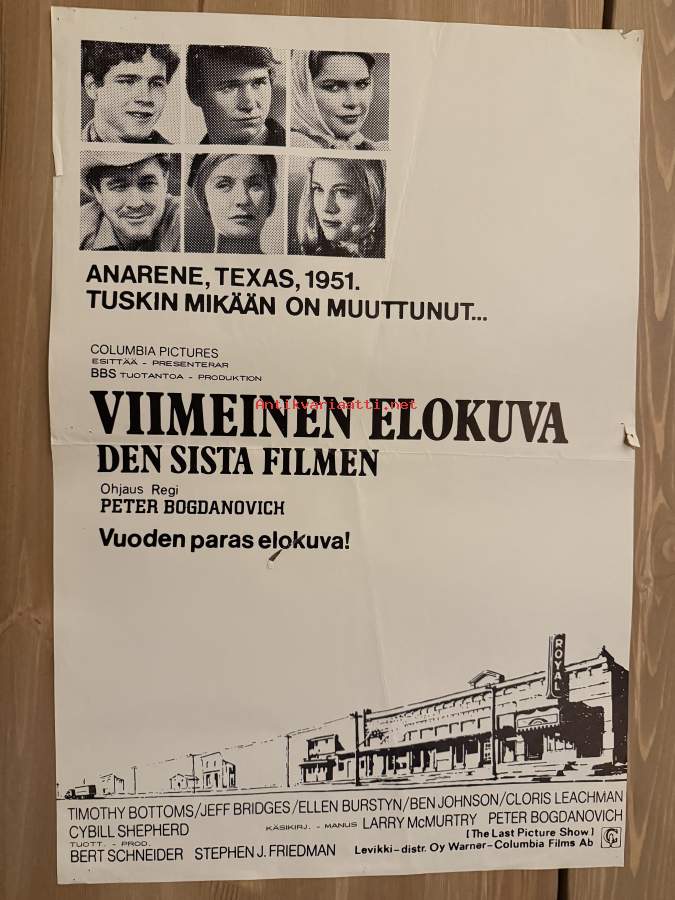 ANARENE, TEXAS, 1951.
TUSKIN MIKÄÄN ON MUUTTUNUT...
COLUMBIA PICTURES
ESITTÄÄ - PRESENTERAR
BBS TUOTANTOA - PRODUKTION
Antikvariaatti.net
VIIMEINEN ELOKUVA
DEN SISTA FILMEN
Ohjaus Regi
PETER BOGDANOVICH
Vuoden paras elokuva!
ROYAL
TIMOTHY BOTTOMS/JEFF BRIDGES/ELLEN BURSTYN/BEN JOHNSON/CLORIS LEACHMAN
CYBILL SHEPHERD KÄSIKIRJ. - MANUS LARRY McMURTRY PETER BOGDANOVICH
TUOTT. - PROD. [The Last Picture Show]
BERT SCHNEIDER STEPHEN J. FRIEDMAN Levikki-distr. Oy Warner-Columbia Films Ab